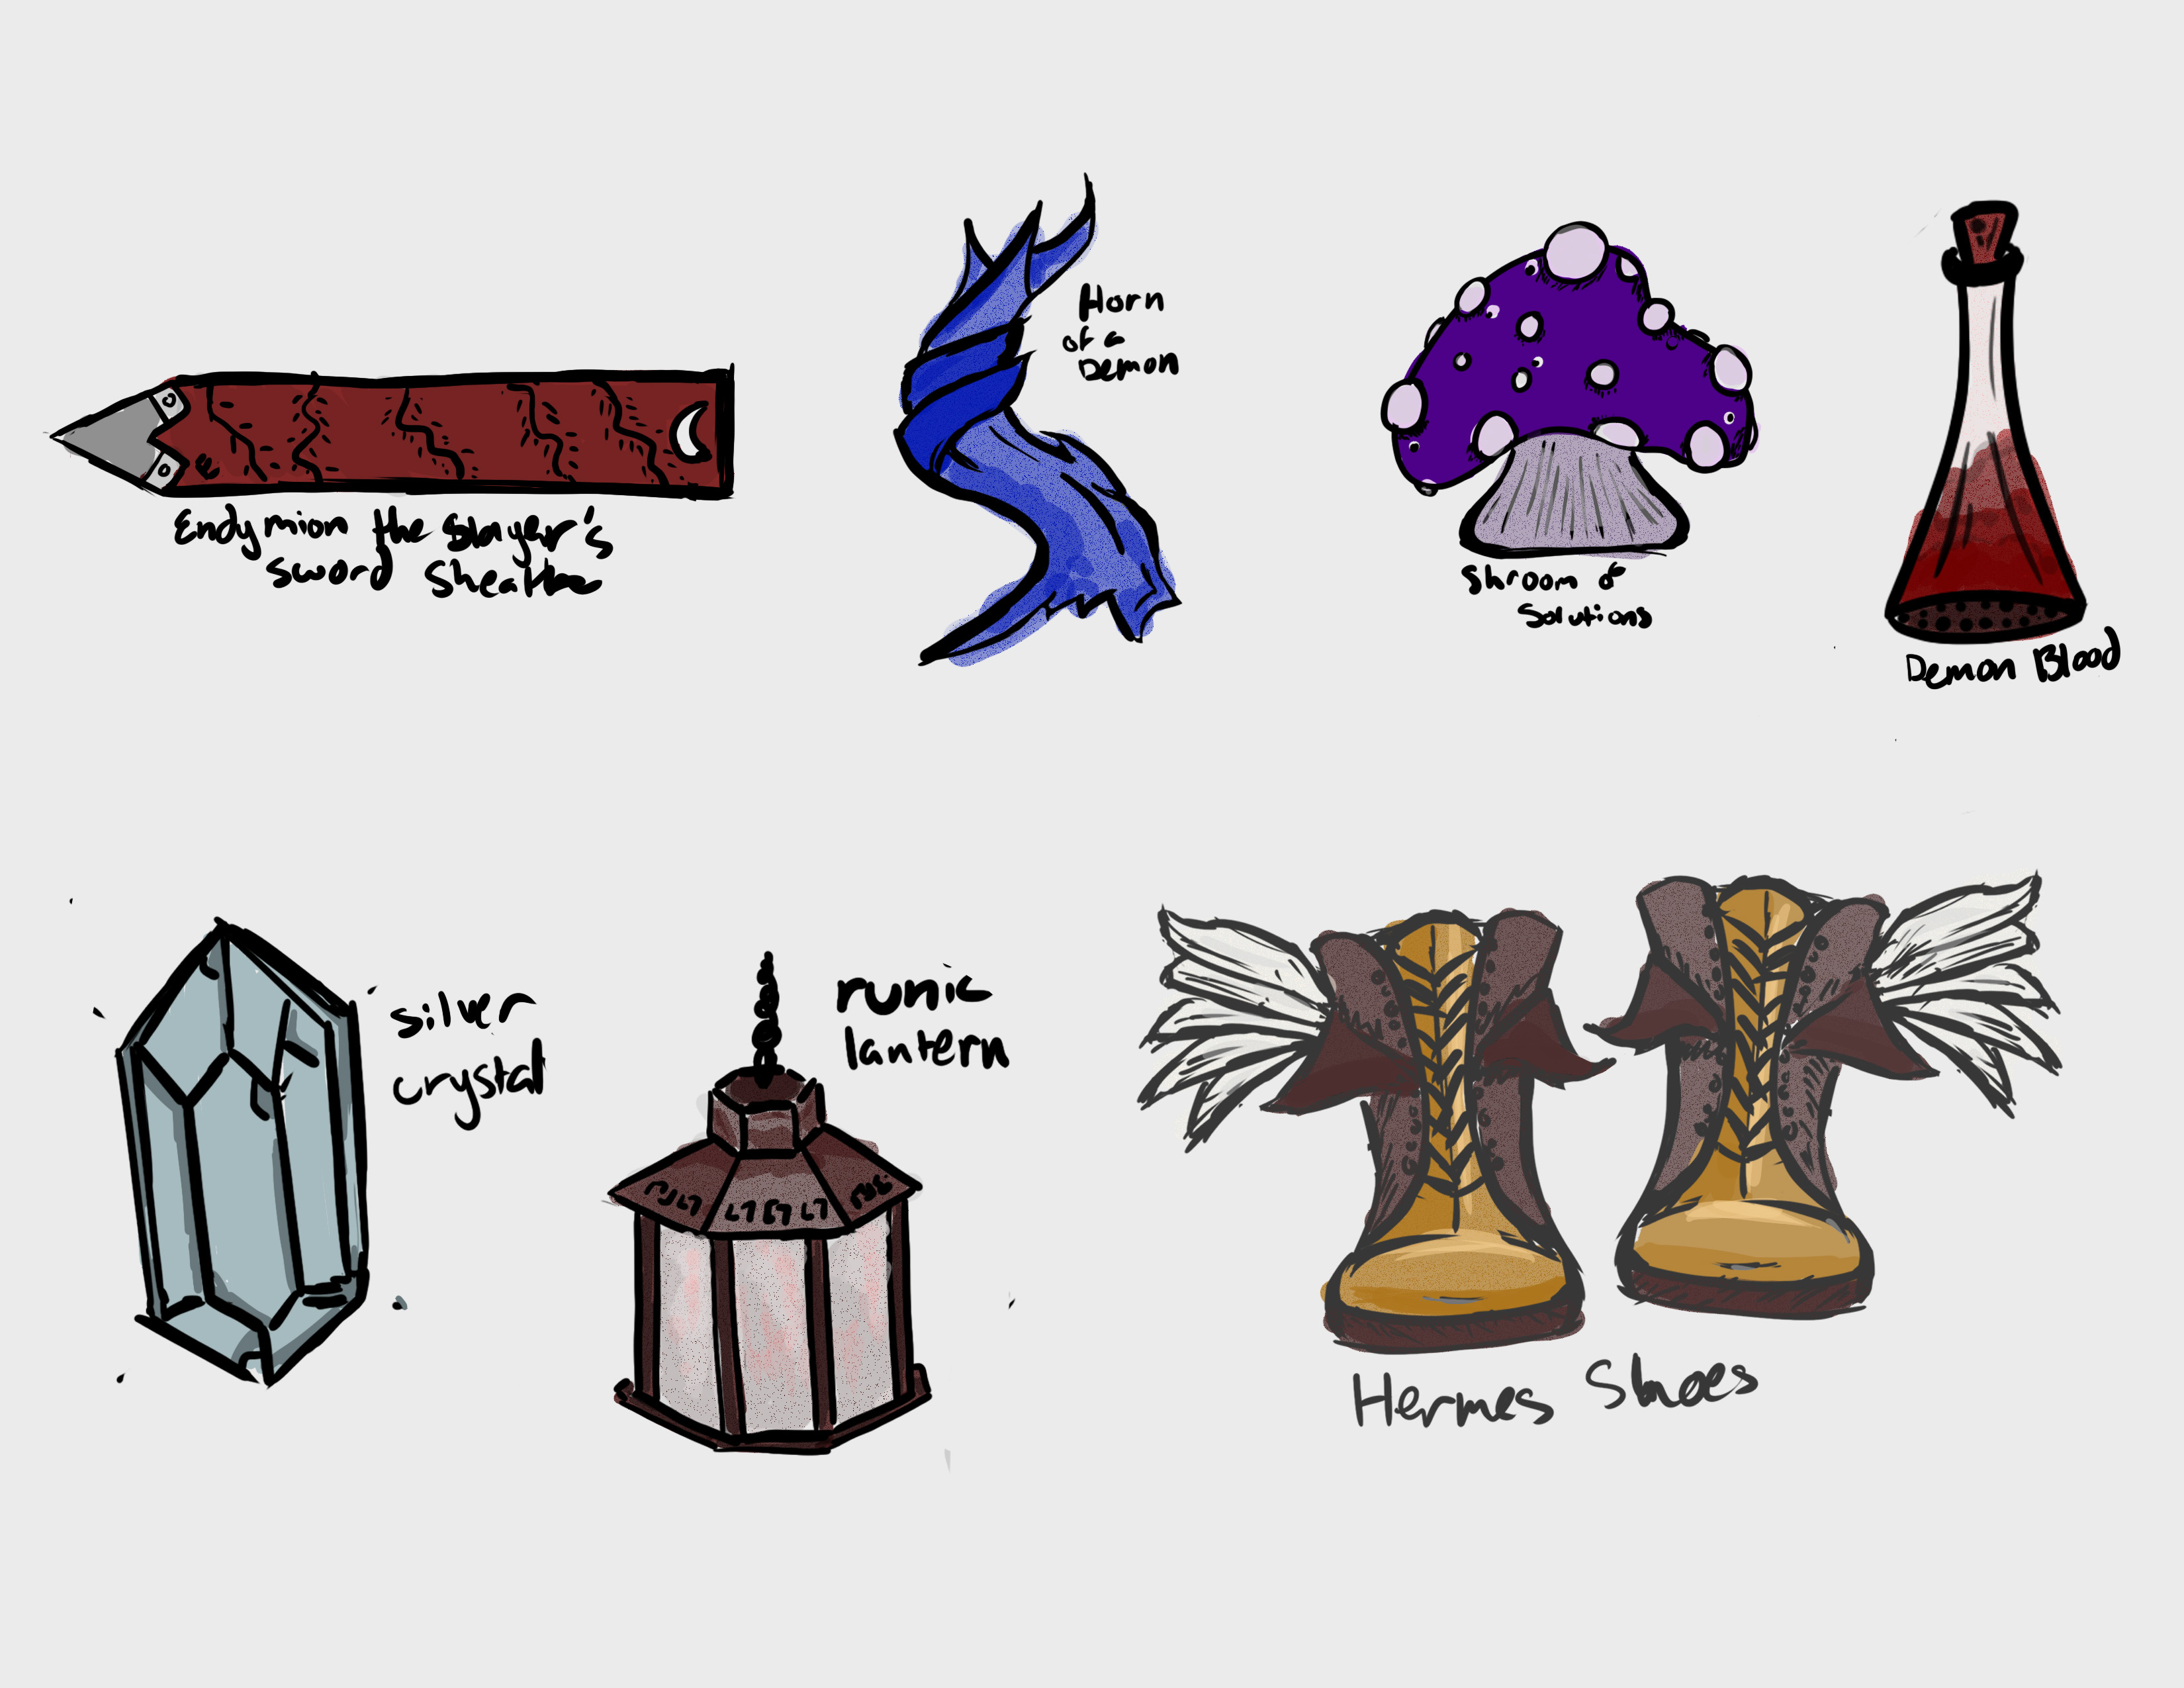 Endymion the Slayer's
Sword Sheathe
Horn
of a
Demon
Shroom of
Solutions
Demon Blood
silver
crystal
runic
lantern
Hermes Shoes